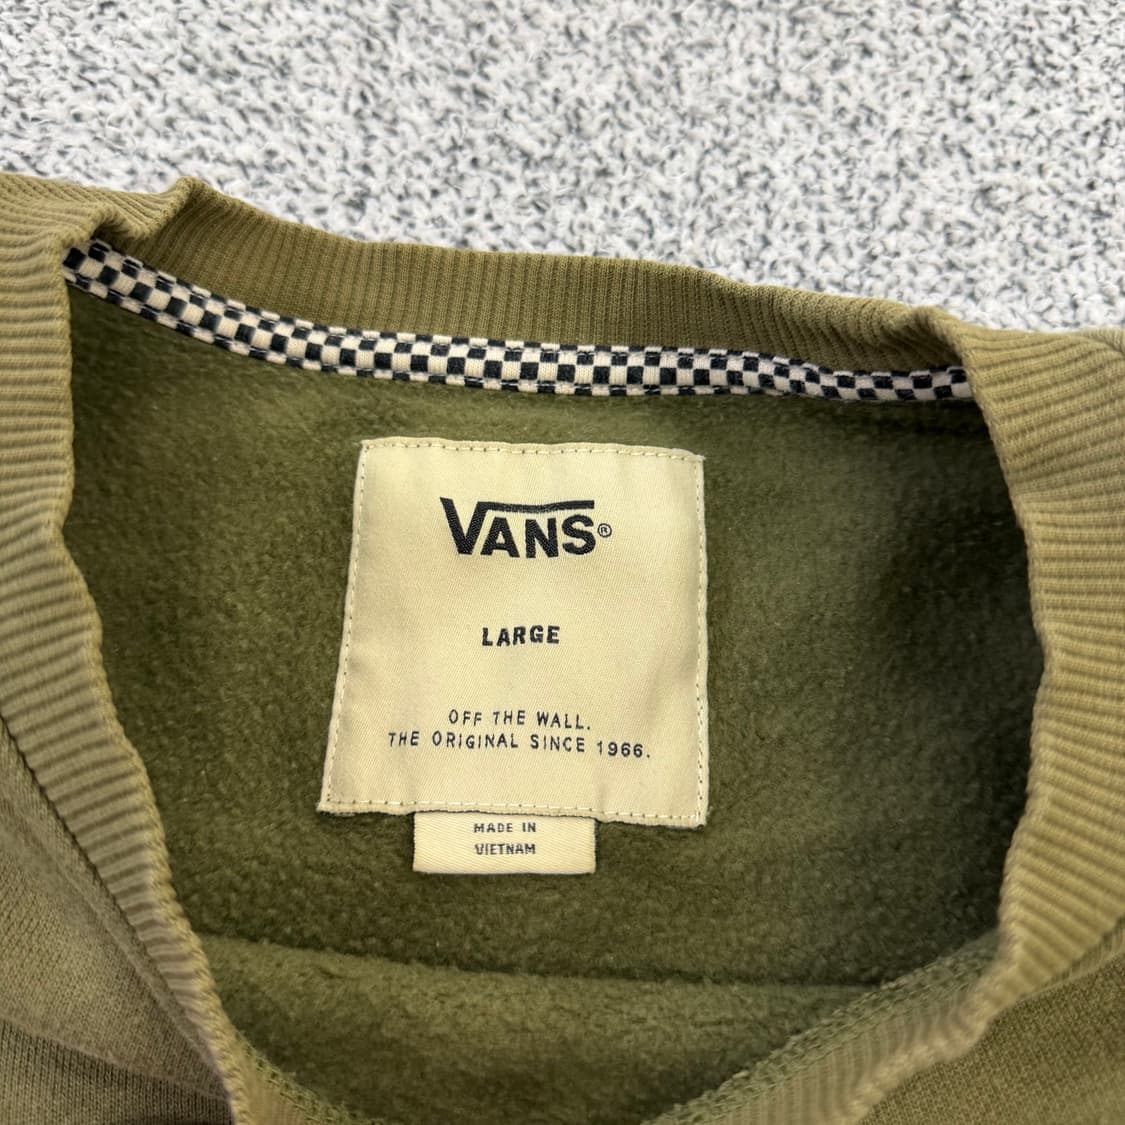 VANS®
LARGE
OFF THE WALL.
THE ORIGINAL SINCE 1966.
MADE IN
VIETNAM